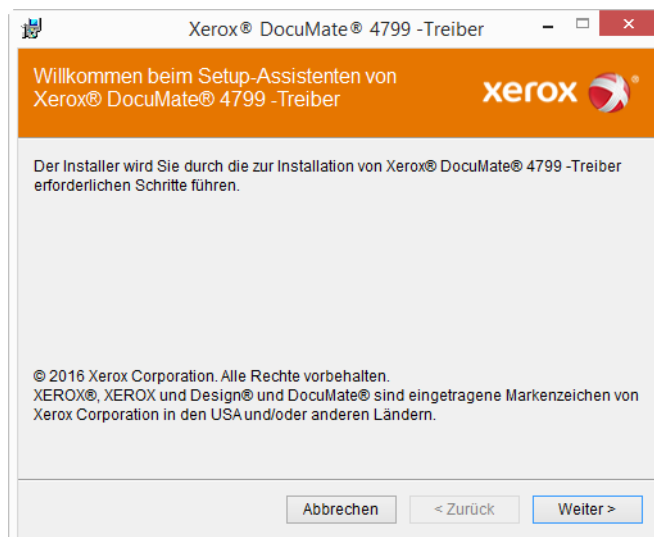 Xerox® DocuMate® 4799 -Treiber
Willkommen beim Setup-Assistenten von
Xerox® DocuMate® 4799 -Treiber
xerox
Der Installer wird Sie durch die zur Installation von Xerox® DocuMate® 4799 -Treiber
erforderlichen Schritte führen.
© 2016 Xerox Corporation. Alle Rechte vorbehalten.
XEROX®, XEROX und Design® und DocuMate® sind eingetragene Markenzeichen von
Xerox Corporation in den USA und/oder anderen Ländern.
Abbrechen
< Zurück
Weiter >